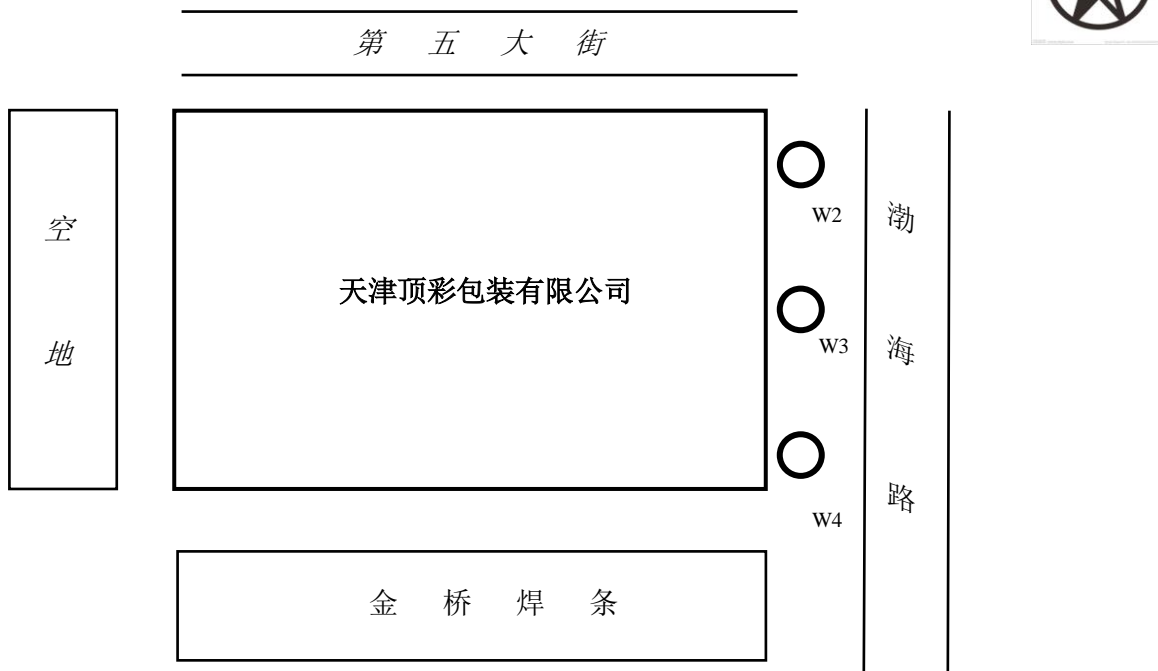 第 五 大 街
空
地
天津顶彩包装有限公司
W2
W3
W4
渤
海
路
金 桥 焊 条